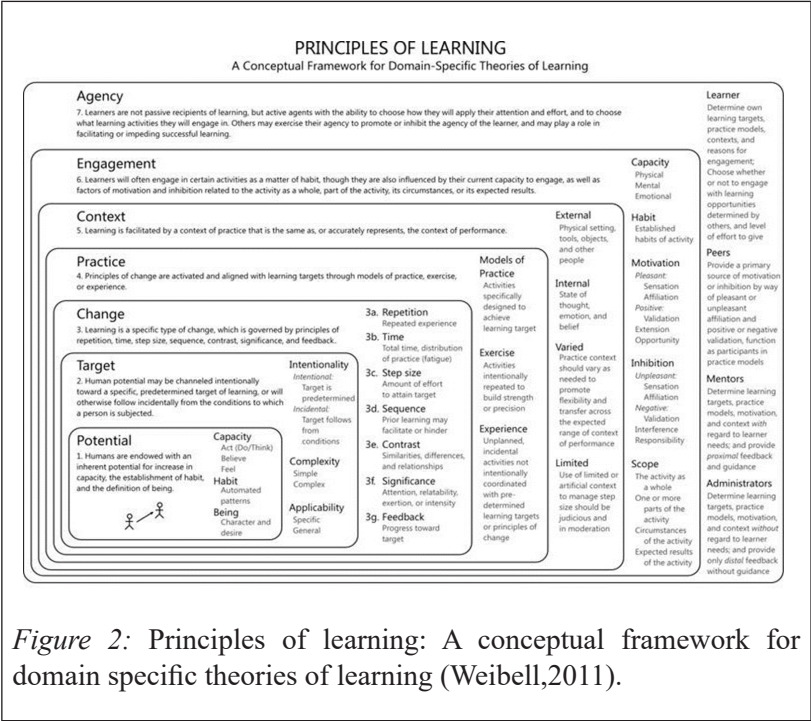 PRINCIPLES OF LEARNING
A Conceptual Framework for Domain-Specific Theories of Learning
Agency
7. Learners are not passive recipients of learning, but active agents with the ability to choose how they will apply their attention and effort, and to choose
what learning activities they will engage in. Others may exercise their agency to promote or inhibit the agency of the learner, and may play a role in
facilitating or impeding successful learning.
Learner
Determine own
learning targets,
practice models,
contexts, and
reasons for
engagement;
Choose whether
or not to engage
with learning
opportunities
determined by
others, and level
of effort to give
Peers
Provide a primary
source of motivation
or inhibition by way
of pleasant or
unpleasant
affiliation and
positive or negative
validation, function
as participants in
practice models
Mentors
Determine learning
targets, practice
models, motivation,
and context with
regard to learner
needs; and provide
proximal feedback
and guidance
Administrators
Determine learning
targets, practice
models, motivation,
and context without
regard to learner
needs; and provide
only distal feedback
without guidance
Engagement
6. Learners will often engage in certain activities as a matter of habit, though they are also influenced by their current capacity to engage, as well as
factors of motivation and inhibition related to the activity as a whole, part of the activity, its circumstances, or its expected results.
Capacity
Physical
Mental
Emotional
Habit
Established
habits of activity
Motivation
Pleasant:
Sensation
Affiliation
Positive:
Validation
Extension
Opportunity
Inhibition
Unpleasant:
Sensation
Affiliation
Negative:
Validation
Interference
Responsibility
Scope
The activity as
a whole
One or more
parts of the
activity
Circumstances
of the activity
Expected results
of the activity
Context
5. Learning is facilitated by a context of practice that is the same as, or accurately represents, the context of performance.
External
Physical setting,
tools, objects,
and other
people
Internal
State of
thought,
emotion, and
belief
Varied
Practice context
should vary as
needed to
promote
flexibility and
transfer across
the expected
range of context
of performance
Limited
Use of limited or
artificial context
to manage step
size should be
judicious and
in moderation
Practice
4. Principles of change are activated and aligned with learning targets through models of practice, exercise,
or experience.
Models of
Practice
Activities
specifically
designed to
achieve
learning target
Exercise
Activities
intentionally
repeated to
build strength
or precision
Experience
Unplanned,
incidental
activities not
intentionally
coordinated
with pre-
determined
learning targets
or principles of
change
Change
3. Learning is a specific type of change, which is governed by principles of
repetition, time, step size, sequence, contrast, significance, and feedback.
3a. Repetition
Repeated experience
3b. Time
Total time, distribution
of practice (fatigue)
3c. Step size
Amount of effort
to attain target
3d. Sequence
Prior learning may
facilitate or hinder
3e. Contrast
Similarities, differences,
and relationships
3f. Significance
Attention, relatability,
exertion, or intensity
3g. Feedback
Progress toward
target
Target
2. Human potential may be channeled intentionally
toward a specific, predetermined target of learning, or will
otherwise follow incidentally from the conditions to which
a person is subjected.
Intentionality
Intentional:
Target is
predetermined
Incidental:
Target follows
from
conditions
Complexity
Simple
Complex
Applicability
Specific
General
Potential
1. Humans are endowed with an
inherent potential for increase in
capacity, the establishment of habit,
and the definition of being.
Capacity
Act (Do/Think)
Believe
Feel
Habit
Automated
patterns
Being
Character and
desire
Figure 2: Principles of learning: A conceptual framework for
domain specific theories of learning (Weibell,2011).